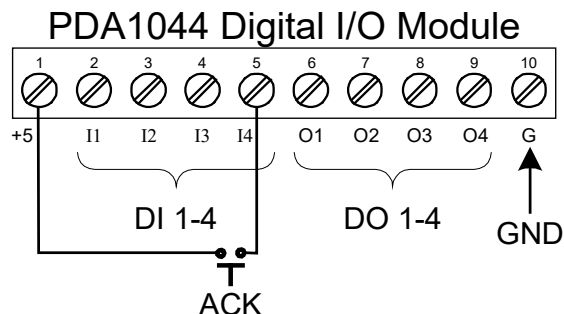 PDA1044 Digital I/O Module
1 2 3 4 5 6 7 8 9 10
+5 I1 I2 I3 I4 O1 O2 O3 O4 G
DI 1-4 DO 1-4 GND
ACK